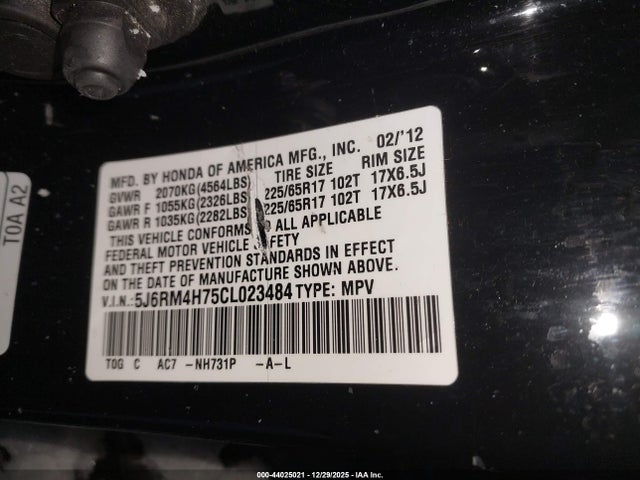 MFD. BY HONDA OF AMERICA MFG., INC. 02/'12
TIRE SIZE RIM SIZE
GVWR 2070KG(4564LBS)
GAWR F 1055KG(2326LBS) 225/65R17 102T 17X6.5J
GAWR R 1035KG(2282LBS) 225/65R17 102T 17X6.5J
THIS VEHICLE CONFORMS TO ALL APPLICABLE
FEDERAL MOTOR VEHICLE SAFETY
AND THEFT PREVENTION STANDARDS IN EFFECT
ON THE DATE OF MANUFACTURE SHOWN ABOVE.
V.I.N.: 5J6RM4H75CL023484 TYPE: MPV
TOG C AC7 -NH731P -A-L
TOA A2
000-44025021 - 12/29/2025 - IAA Inc.